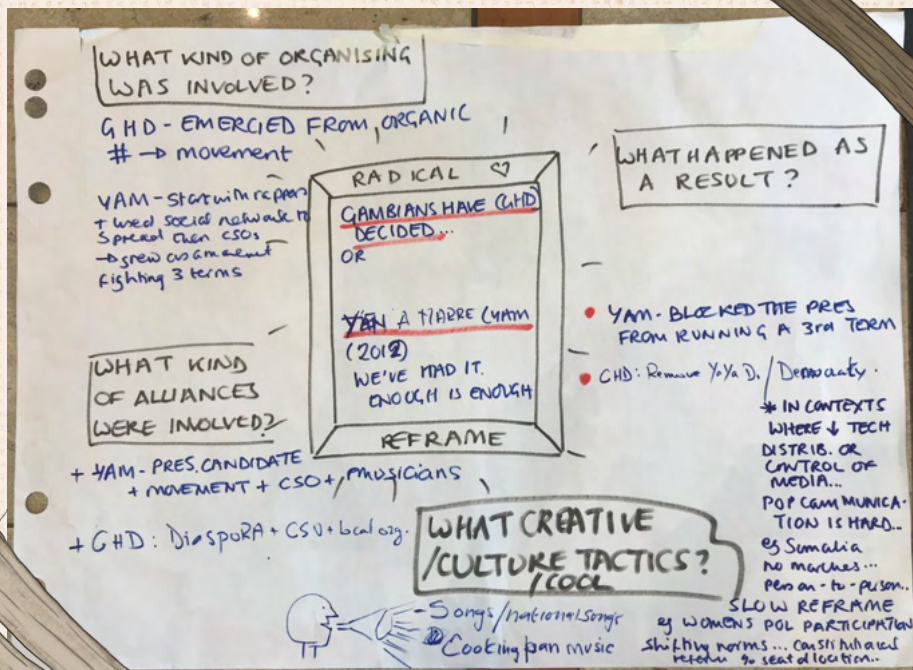 WHAT KIND OF ORGANISING
WAS INVOLVED?
GHD - EMERGED FROM ORGANIC
# → movement
YAM - Start with rappers
+ used social network to
Spread then CSOs
→ grew as a movement
Fighting 3 terms
RADICAL ♡
GAMBIANS HAVE (GHD
DECIDED...
OR
YAN A MARRE (YAM
(2012)
WE'VE HAD IT.
ENOUGH IS ENOUGH
REFRAME
WHAT HAPPENED AS
A RESULT?
YAM - BLOCKED THE PRES
FROM RUNNING A 3rd TERM
GHD: Remove YaYa D. / Democracy.
* IN CONTEXTS
WHERE ↓ TECH
DISTRIB. OR
CONTROL OF
MEDIA...
POP COMMUNICA-
TION IS HARD...
eg Somalia
No marches...
Person-to-person..
SLOW REFRAME
eg WOMENS POL PARTICIPATION
Shifting norms... constitutional
reform % seat allocation...
WHAT KIND
OF ALLIANCES
WERE INVOLVED?
+ YAM - PRES. CANDIDATE
+ MOVEMENT + CSO + musicians
+ GHD: DiaspoRA + CSO + local org.
WHAT CREATIVE
/CULTURE TACTICS?
/COOL
- Songs/national songs
Cooking pan music